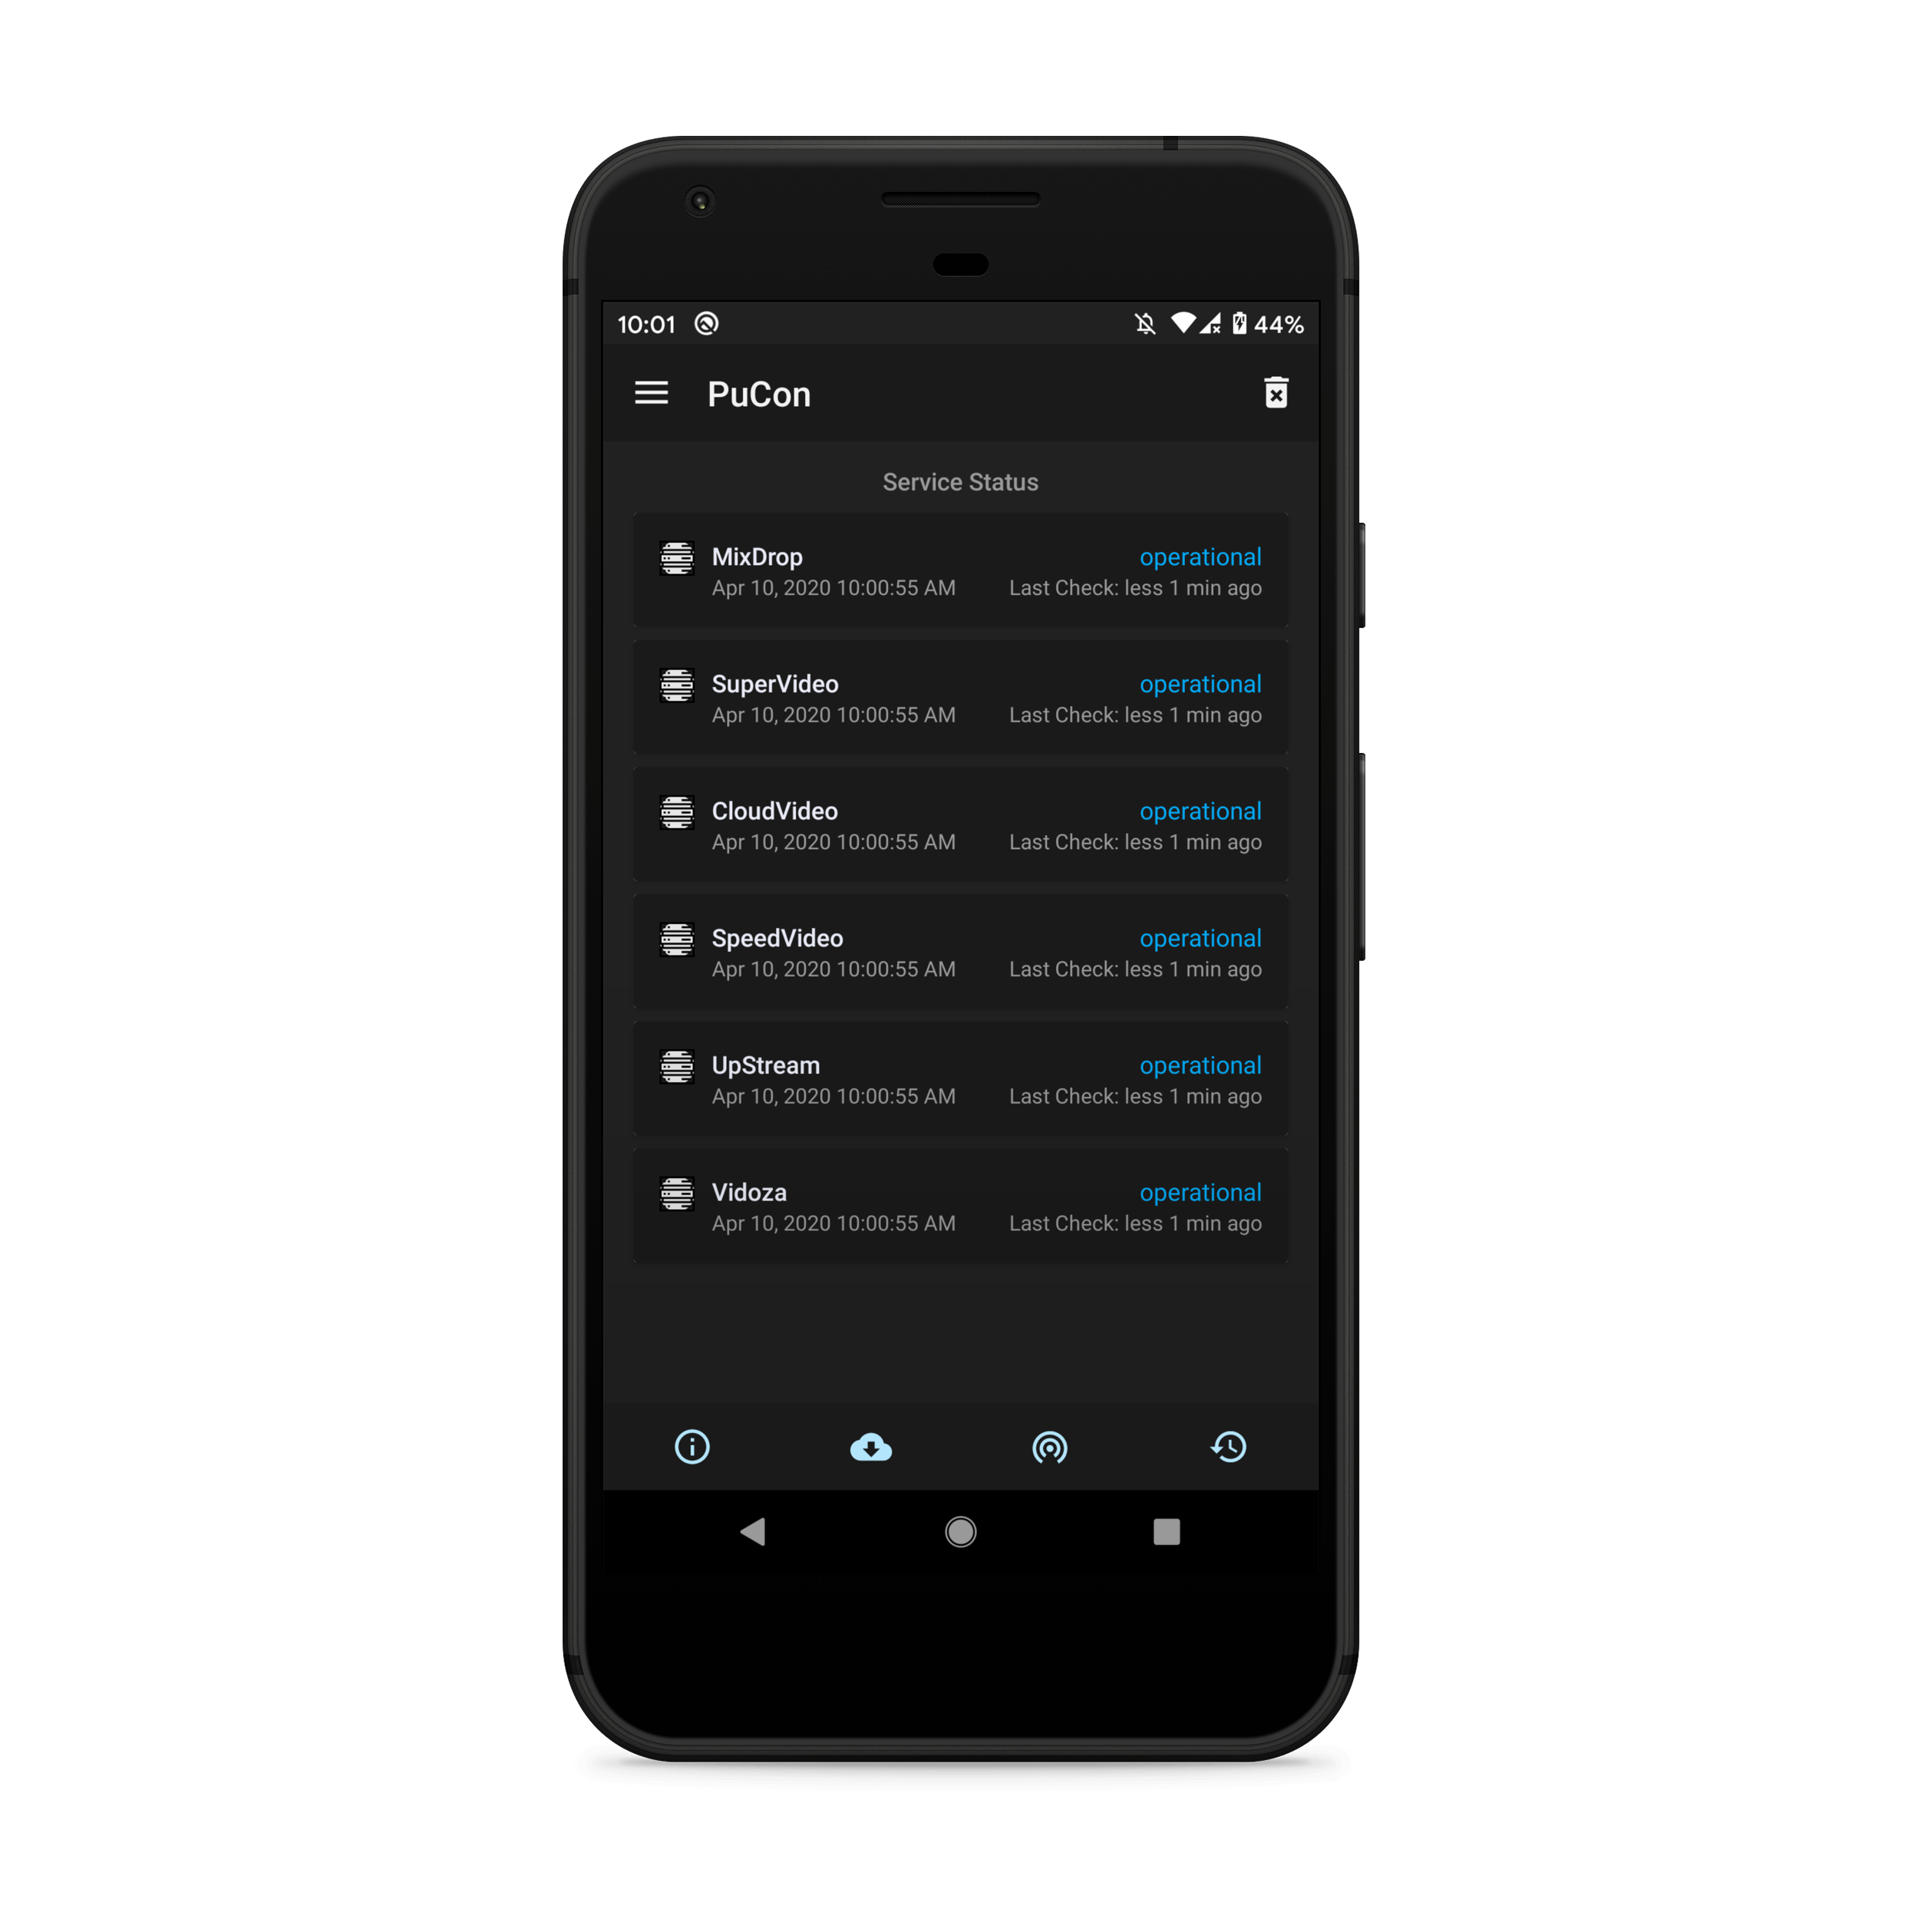 10:01 44%
PuCon
Service Status
MixDrop operational
Apr 10, 2020 10:00:55 AM Last Check: less 1 min ago
SuperVideo operational
Apr 10, 2020 10:00:55 AM Last Check: less 1 min ago
CloudVideo operational
Apr 10, 2020 10:00:55 AM Last Check: less 1 min ago
SpeedVideo operational
Apr 10, 2020 10:00:55 AM Last Check: less 1 min ago
UpStream operational
Apr 10, 2020 10:00:55 AM Last Check: less 1 min ago
Vidoza operational
Apr 10, 2020 10:00:55 AM Last Check: less 1 min ago